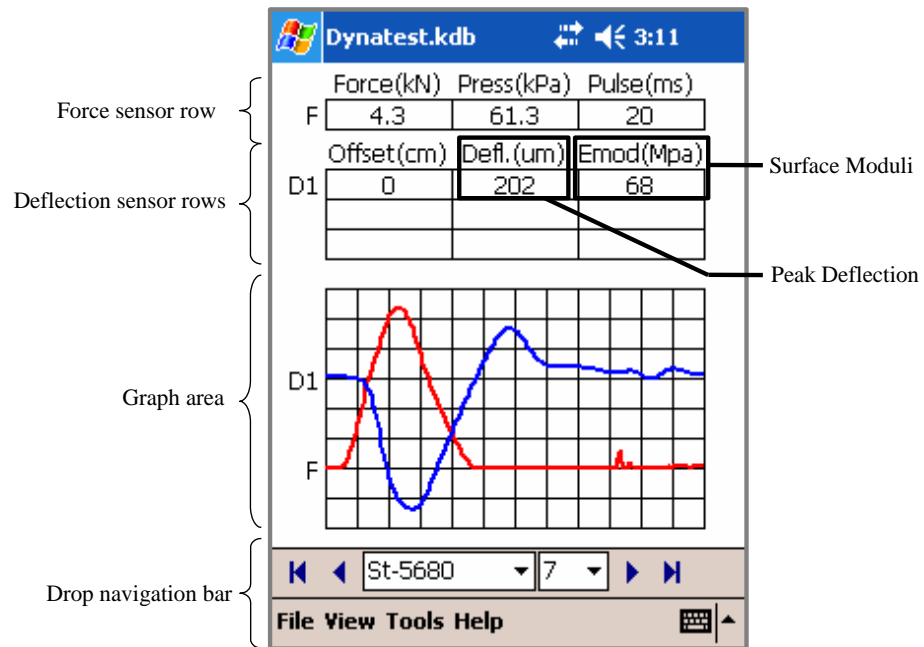 Dynatest.kdb 3:11
Force(kN) Press(kPa) Pulse(ms)
Force sensor row
F 4.3 61.3 20
Offset(cm) Defl.(um) Emod(Mpa)
Surface Moduli
D1 0 202 68
Deflection sensor rows
Peak Deflection
D1
Graph area
F
St-5680 7
Drop navigation bar
File View Tools Help